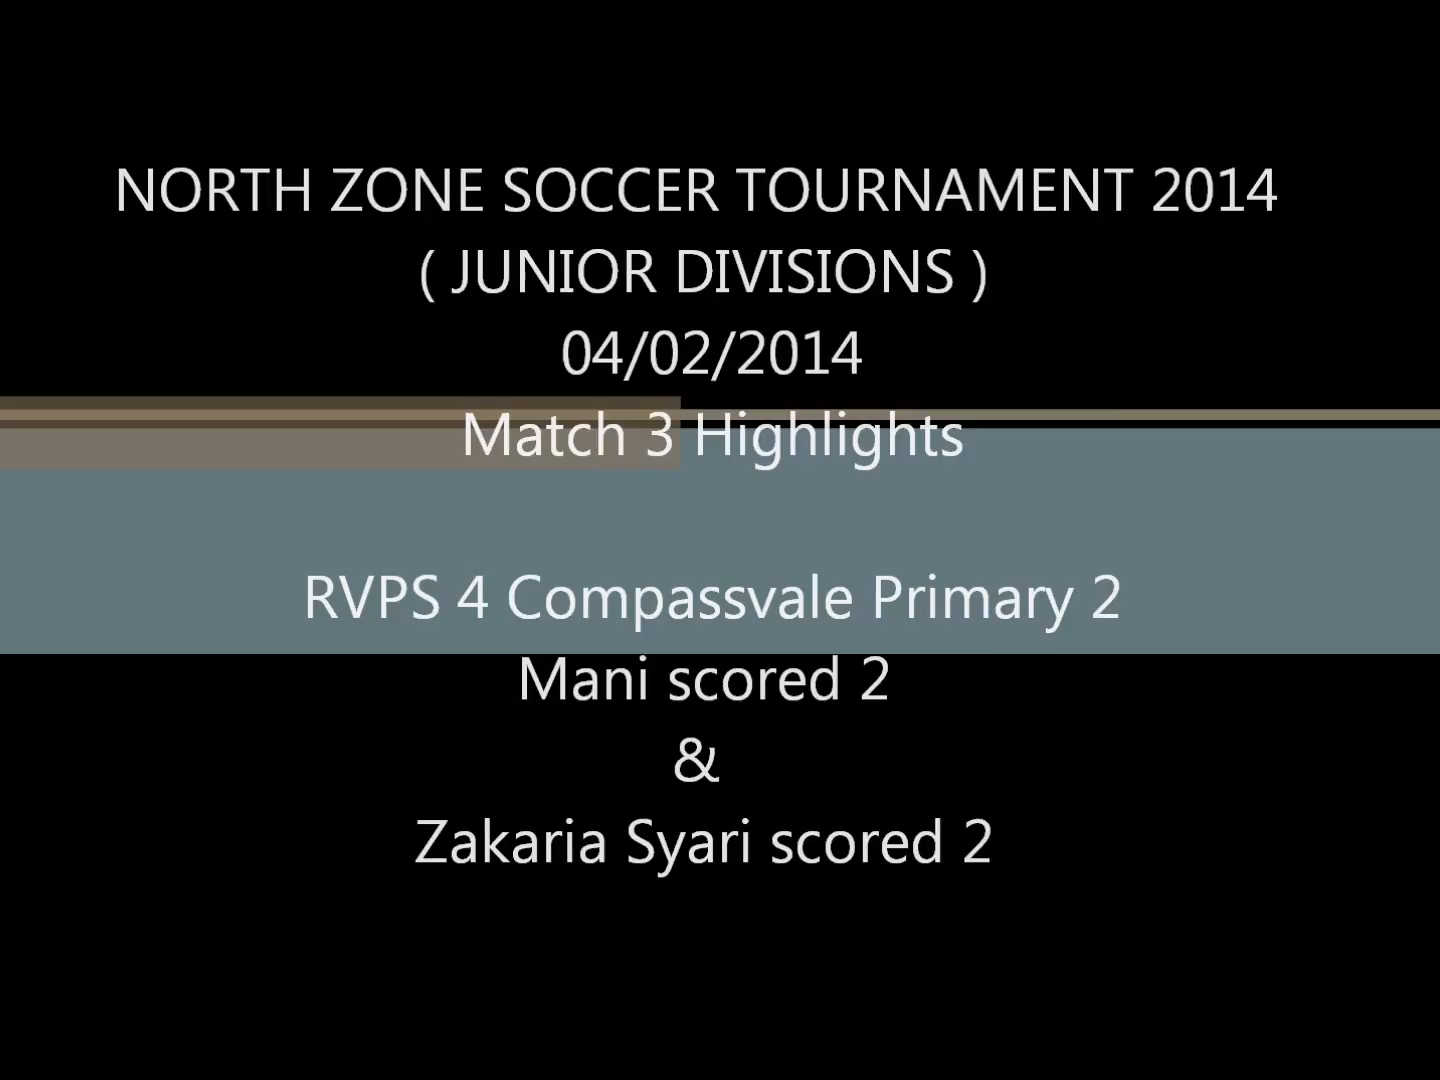 NORTH ZONE SOCCER TOURNAMENT 2014
( JUNIOR DIVISIONS )
04/02/2014
Match 3 Highlights
RVPS 4 Compassvale Primary 2
Mani scored 2
&
Zakaria Syari scored 2